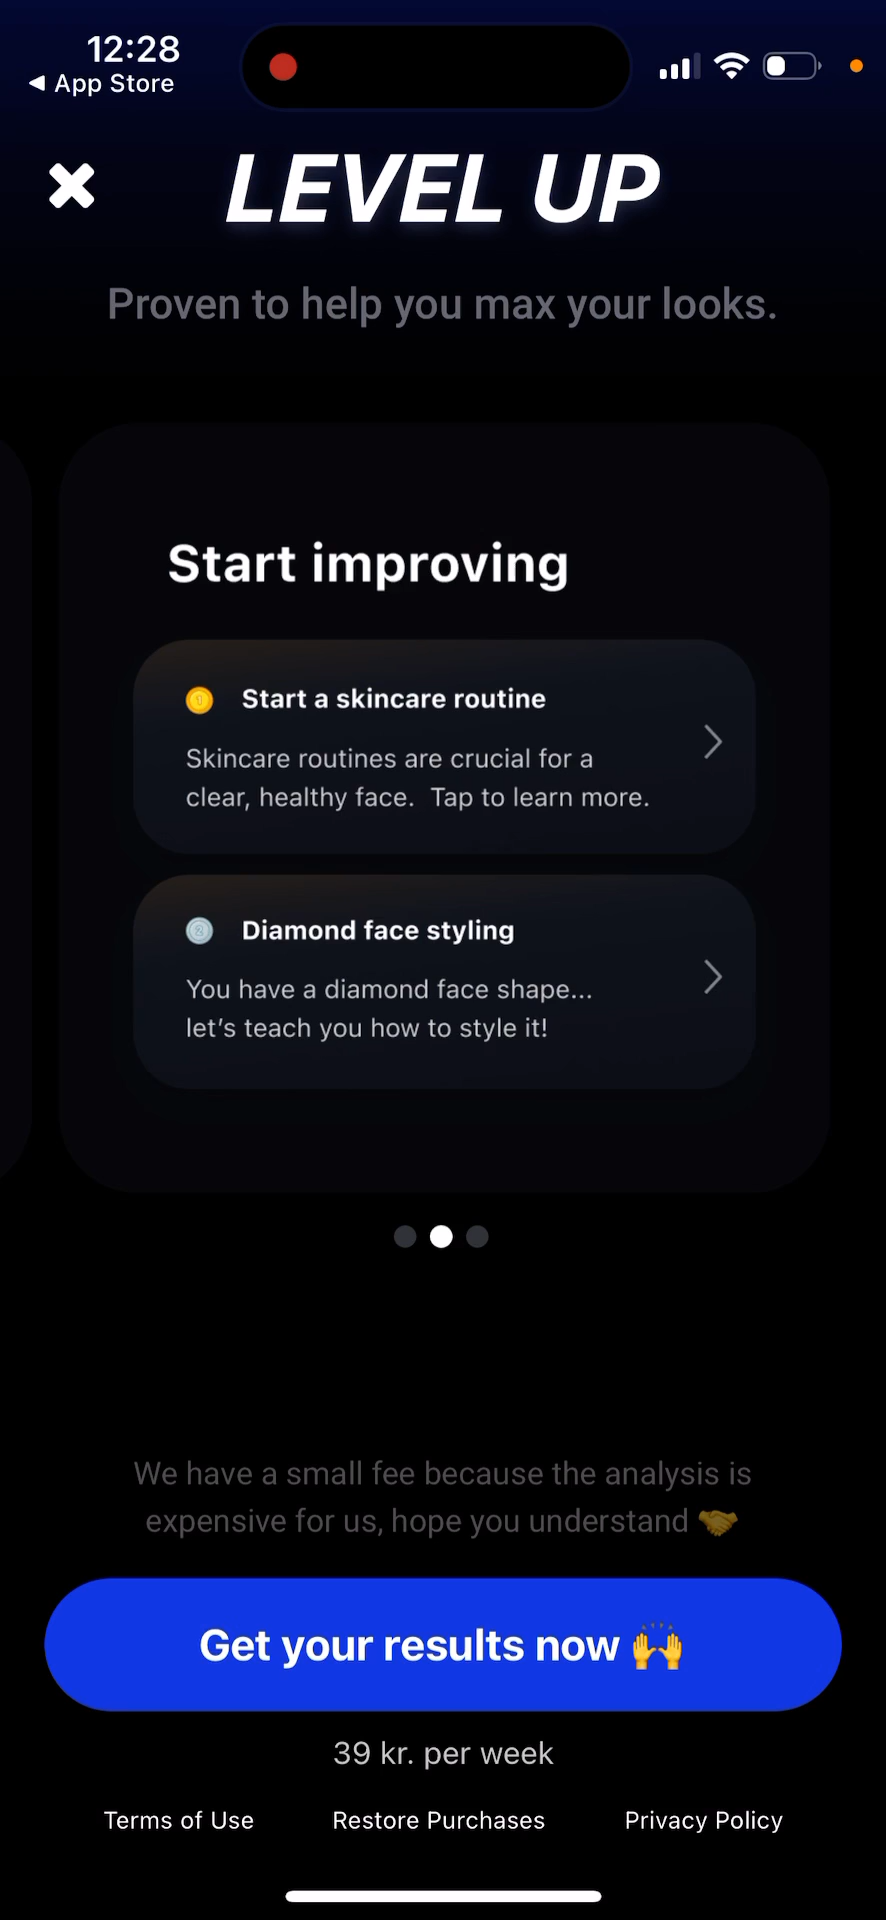 12:28
◀ App Store
LEVEL UP
Proven to help you max your looks.
Start improving
1
Start a skincare routine
Skincare routines are crucial for a
clear, healthy face.  Tap to learn more.
2
Diamond face styling
You have a diamond face shape...
let's teach you how to style it!
We have a small fee because the analysis is
expensive for us, hope you understand 🤝
Get your results now 🙌
39 kr. per week
Terms of Use
Restore Purchases
Privacy Policy